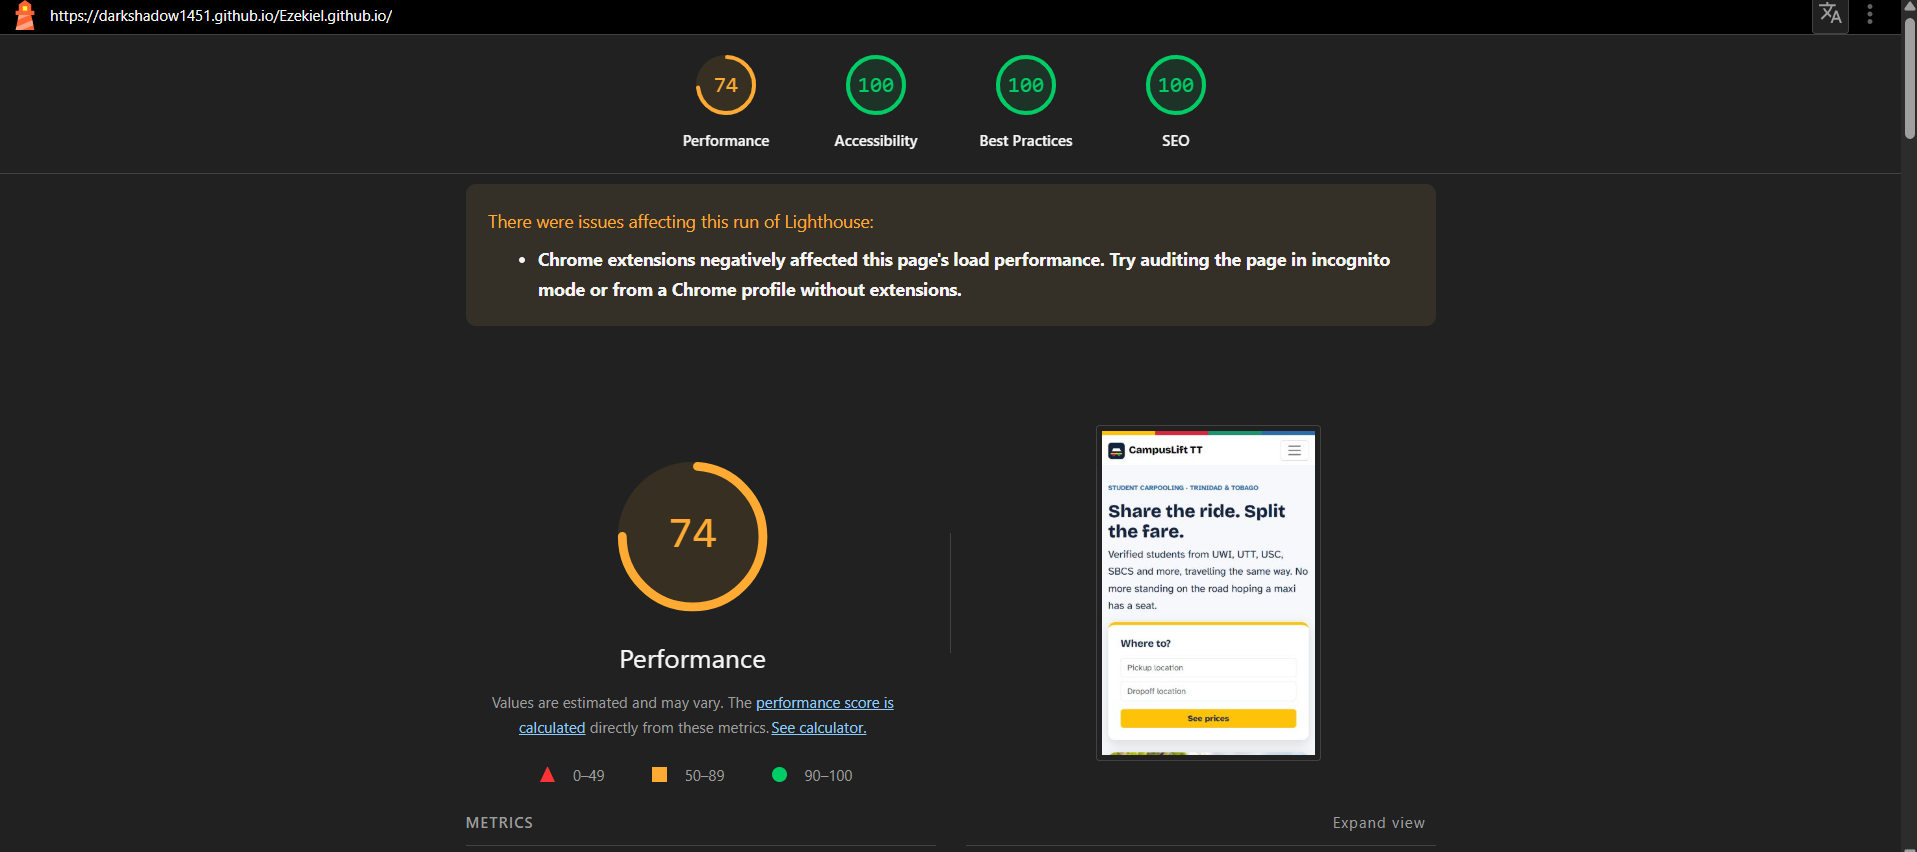 https://darkshadow1451.github.io/Ezekiel.github.io/
74
100
100
100
Performance
Accessibility
Best Practices
SEO
There were issues affecting this run of Lighthouse:
Chrome extensions negatively affected this page's load performance. Try auditing the page in incognito
mode or from a Chrome profile without extensions.
74
Performance
Values are estimated and may vary. The performance score is
calculated directly from these metrics. See calculator.
0–49
50–89
90–100
CampusLift TT
STUDENT CARPOOLING · TRINIDAD & TOBAGO
Share the ride. Split
the fare.
Verified students from UWI, UTT, USC,
SBCS and more, travelling the same way. No
more standing on the road hoping a maxi
has a seat.
Where to?
Pickup location
Dropoff location
See prices
METRICS
Expand view